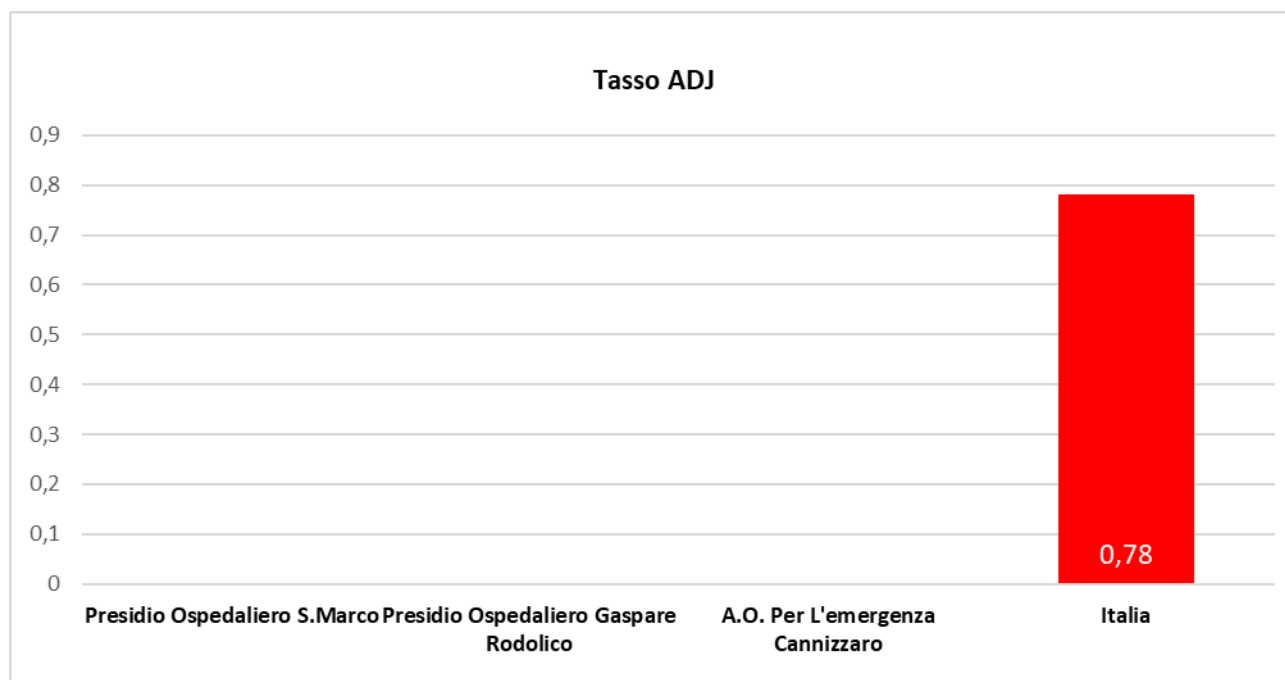 Tasso ADJ
0,9
0,8
0,7
0,6
0,5
0,4
0,3
0,2
0,1
0
0,78
Presidio Ospedaliero S.Marco
Presidio Ospedaliero Gaspare
Rodolico
A.O. Per L'emergenza
Cannizzaro
Italia